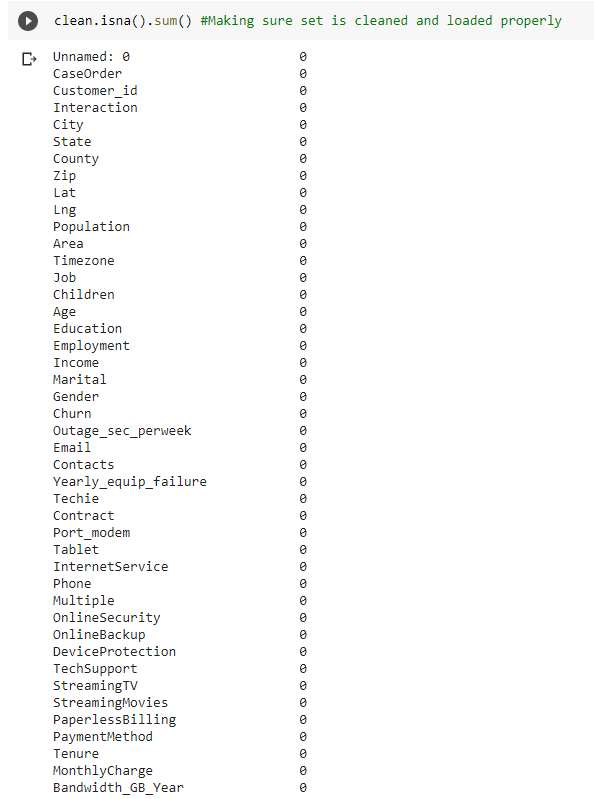 clean.isna().sum() #Making sure set is cleaned and loaded properly
Unnamed: 0 0
CaseOrder 0
Customer_id 0
Interaction 0
City 0
State 0
County 0
Zip 0
Lat 0
Lng 0
Population 0
Area 0
Timezone 0
Job 0
Children 0
Age 0
Education 0
Employment 0
Income 0
Marital 0
Gender 0
Churn 0
Outage_sec_perweek 0
Email 0
Contacts 0
Yearly_equip_failure 0
Techie 0
Contract 0
Port_modem 0
Tablet 0
InternetService 0
Phone 0
Multiple 0
OnlineSecurity 0
OnlineBackup 0
DeviceProtection 0
TechSupport 0
StreamingTV 0
StreamingMovies 0
PaperlessBilling 0
PaymentMethod 0
Tenure 0
MonthlyCharge 0
Bandwidth_GB_Year 0